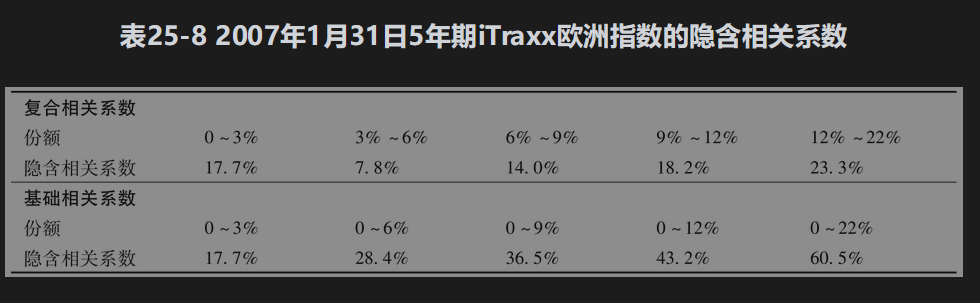 表25-8 2007年1月31日5年期iTraxx欧洲指数的隐含相关系数
复合相关系数
份额 0~3% 3%~6% 6%~9% 9%~12% 12%~22%
隐含相关系数 17.7% 7.8% 14.0% 18.2% 23.3%
基础相关系数
份额 0~3% 0~6% 0~9% 0~12% 0~22%
隐含相关系数 17.7% 28.4% 36.5% 43.2% 60.5%